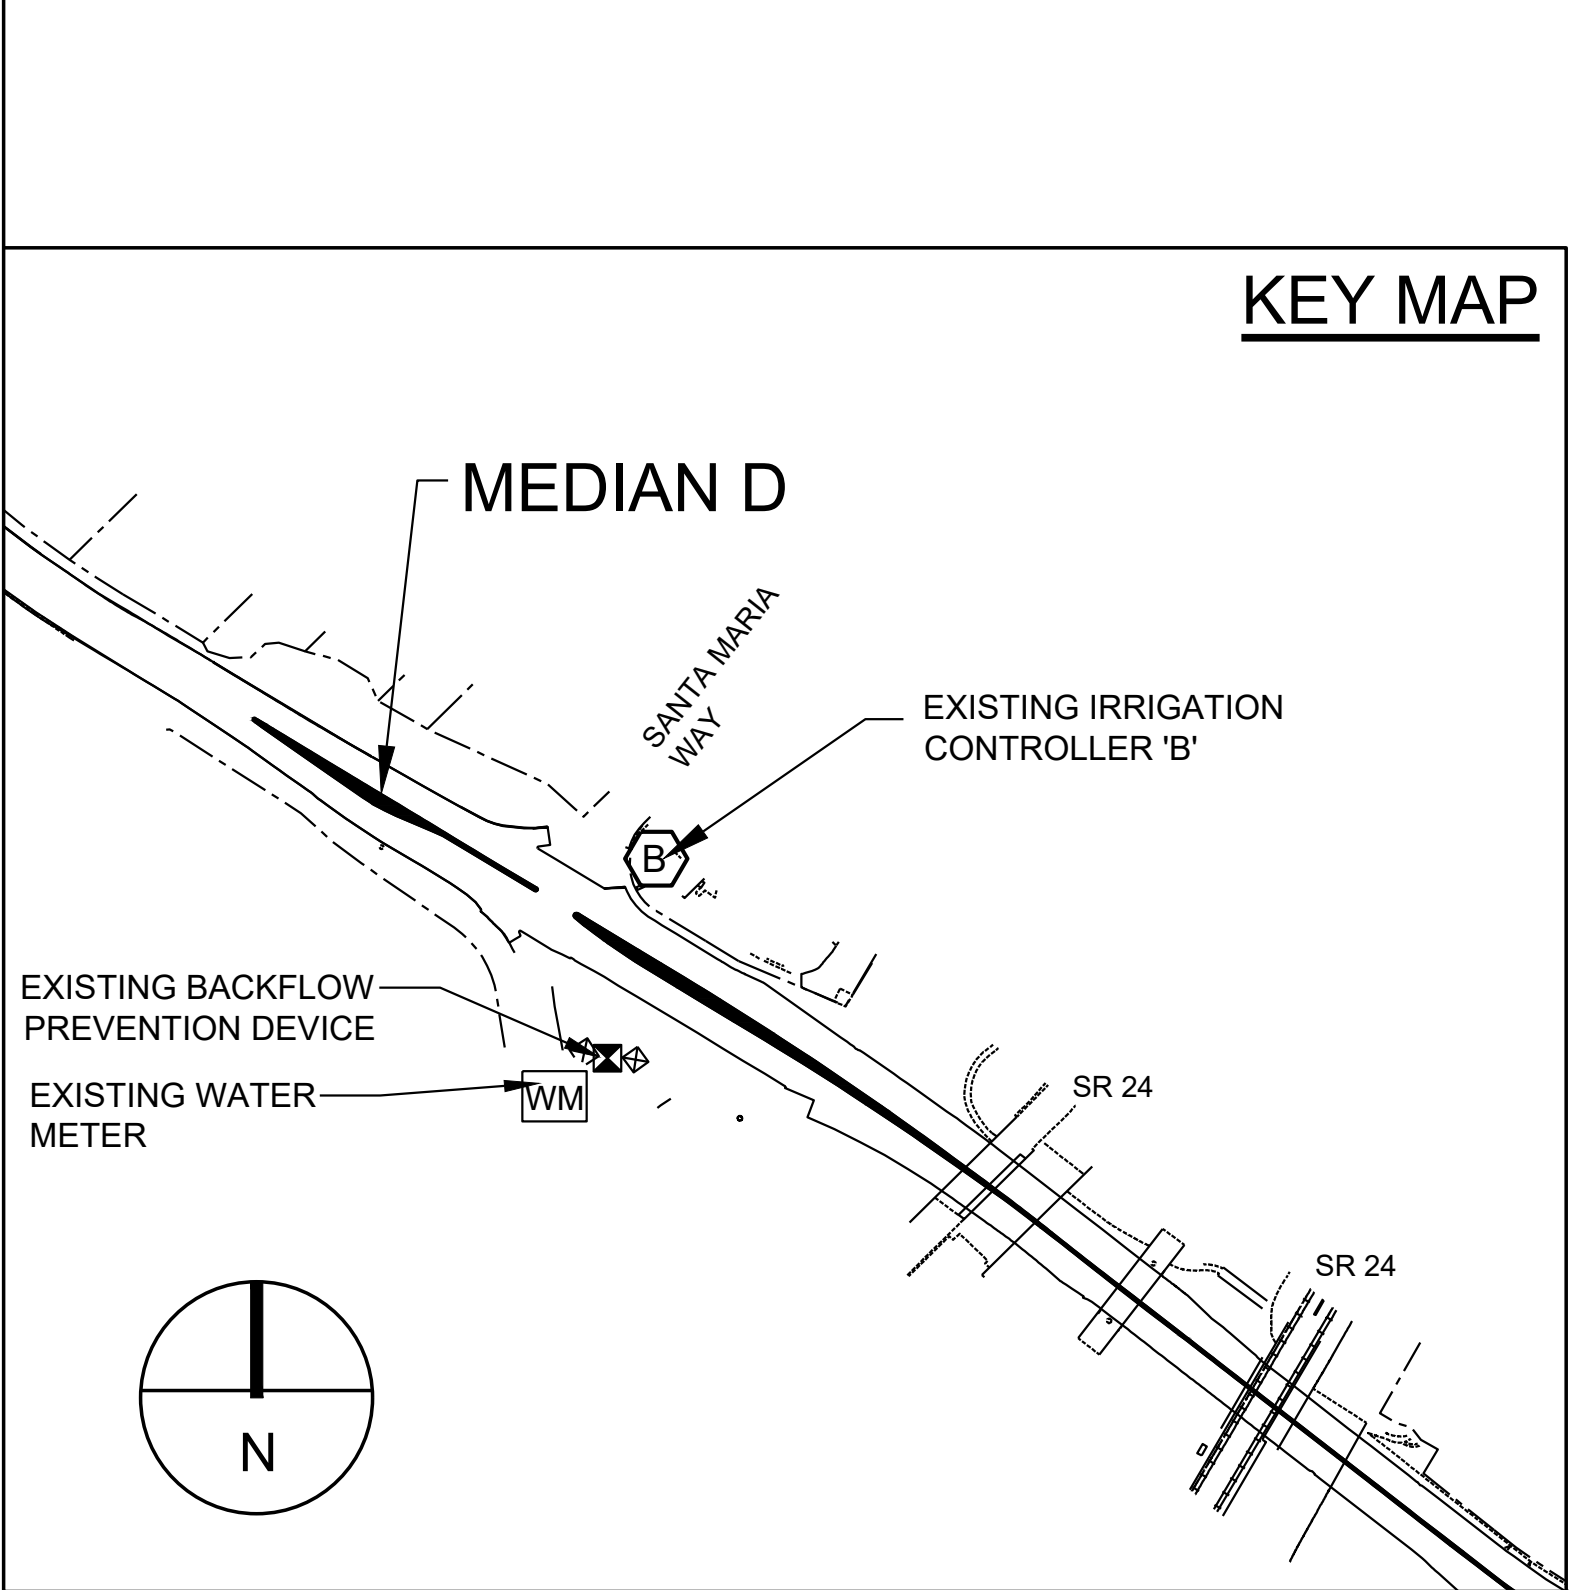 KEY MAP
MEDIAN D
SANTA MARIA
WAY
EXISTING IRRIGATION
CONTROLLER 'B'
B
EXISTING BACKFLOW
PREVENTION DEVICE
EXISTING WATER
METER
WM
SR 24
SR 24
N